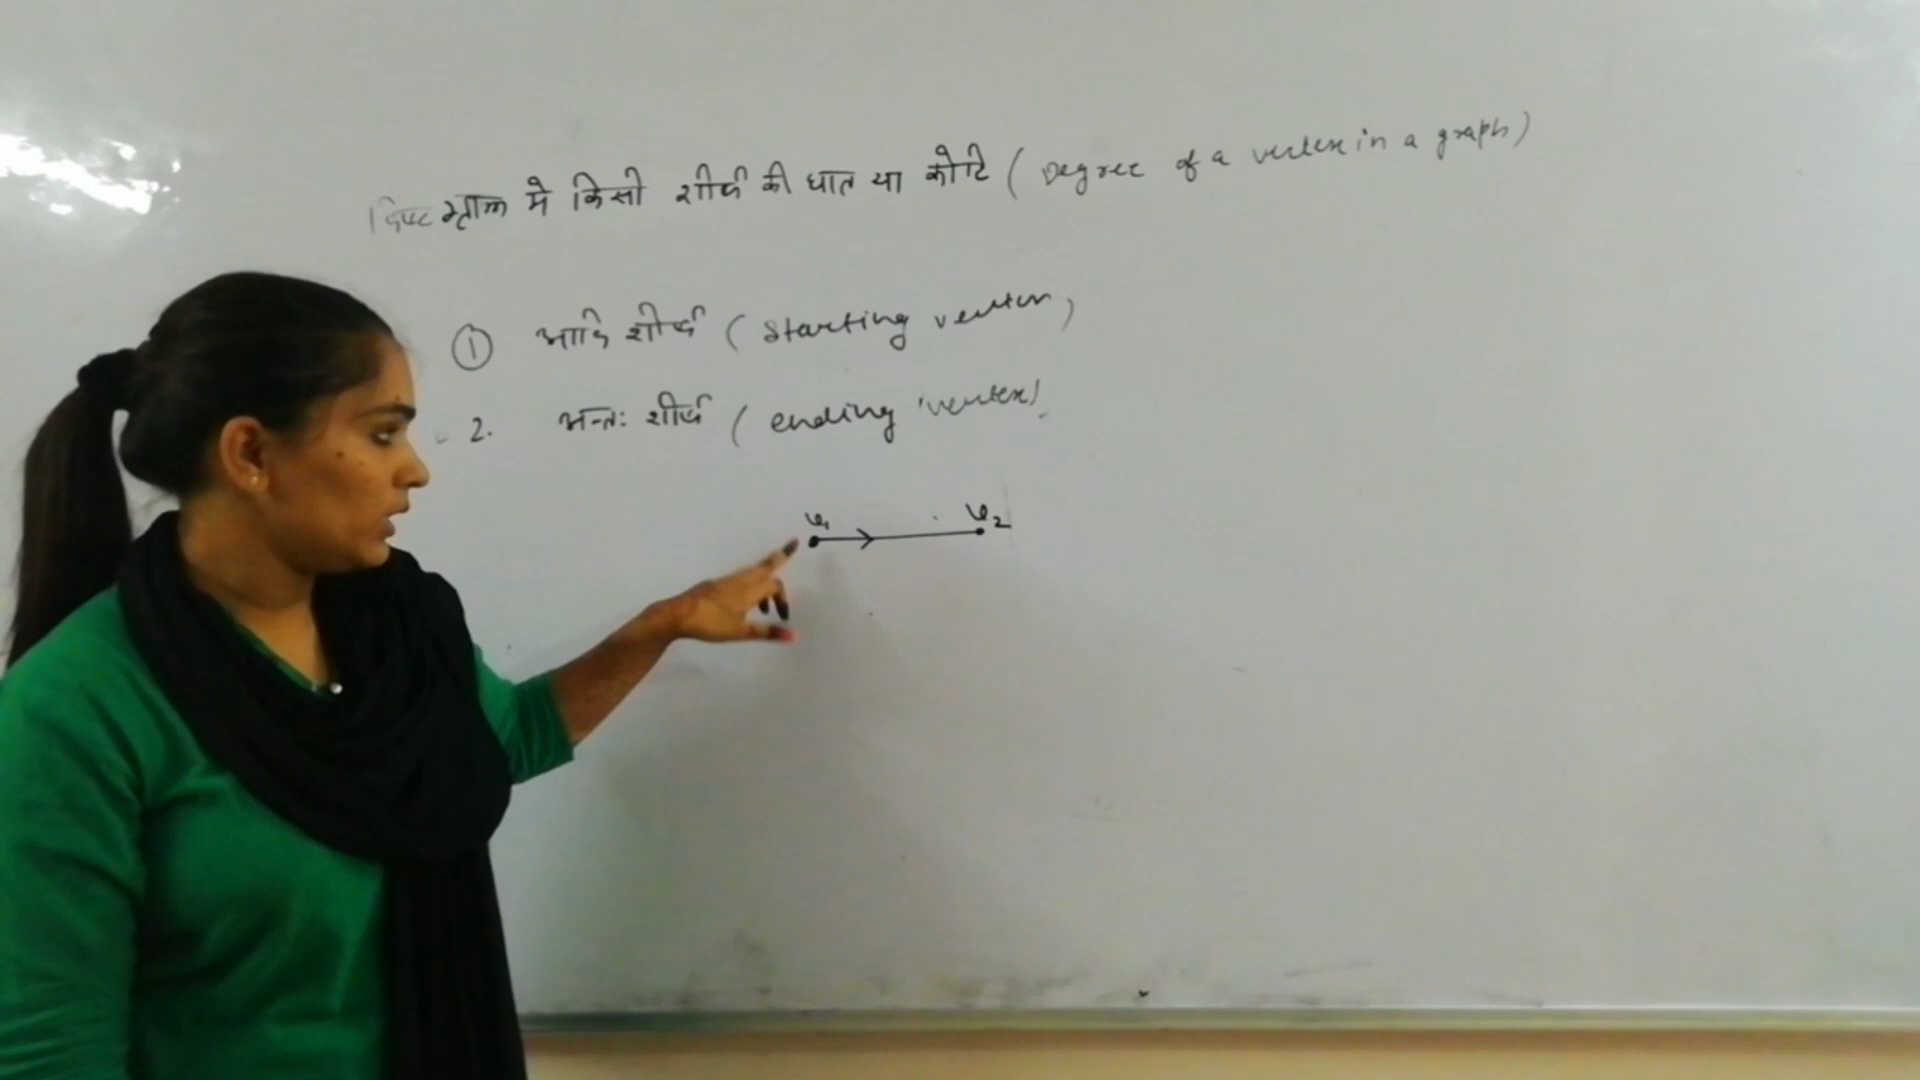 दिष्ट ग्राफ में किसी शीर्ष की घात या कोटि ( Degree of a vertex in a graph )
① आदि शीर्ष ( starting vertex )
2. अन्तः शीर्ष ( ending vertex )
v₁ v₂